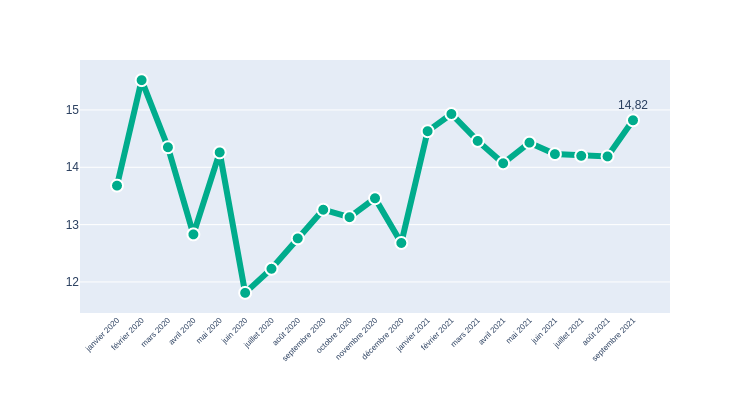 15
14
13
12
14,82
janvier 2020
février 2020
mars 2020
avril 2020
mai 2020
juin 2020
juillet 2020
août 2020
septembre 2020
octobre 2020
novembre 2020
décembre 2020
janvier 2021
février 2021
mars 2021
avril 2021
mai 2021
juin 2021
juillet 2021
août 2021
septembre 2021